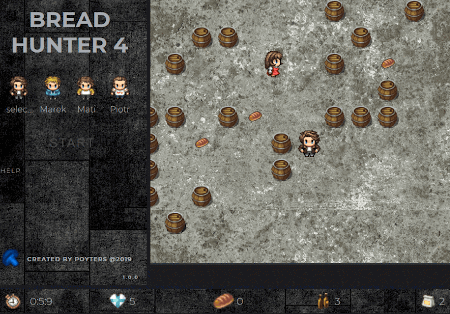 BREAD
HUNTER 4
selec... Marek Mati Piotr
START
HELP
CREATED BY POYTERS @2019
1.0.0
0:59 5 0 3 2